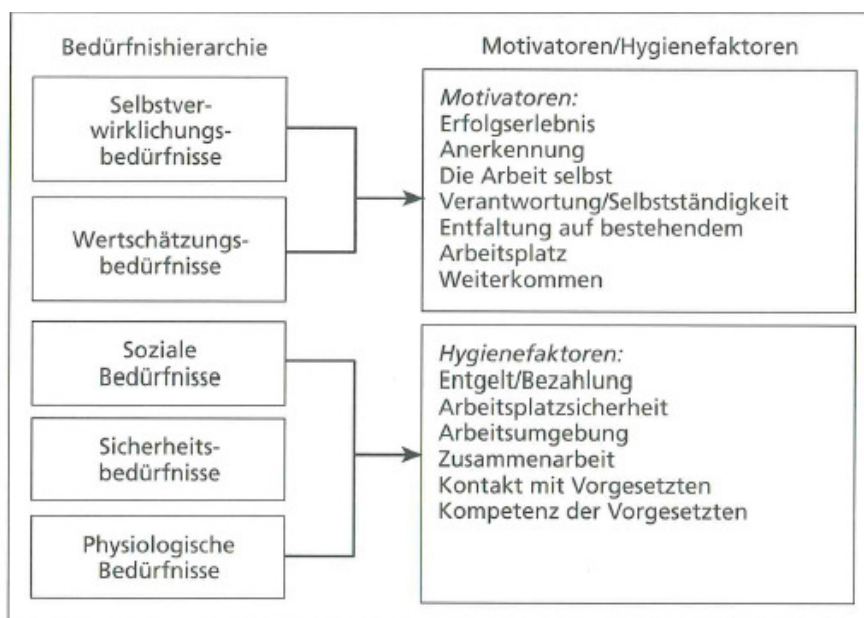 Bedürfnishierarchie
Selbstver-
wirklichungs-
bedürfnisse
Wertschätzungs-
bedürfnisse
Soziale
Bedürfnisse
Sicherheits-
bedürfnisse
Physiologische
Bedürfnisse
Motivatoren/Hygienefaktoren
Motivatoren:
Erfolgserlebnis
Anerkennung
Die Arbeit selbst
Verantwortung/Selbstständigkeit
Entfaltung auf bestehendem
Arbeitsplatz
Weiterkommen
Hygienefaktoren:
Entgelt/Bezahlung
Arbeitsplatzsicherheit
Arbeitsumgebung
Zusammenarbeit
Kontakt mit Vorgesetzten
Kompetenz der Vorgesetzten